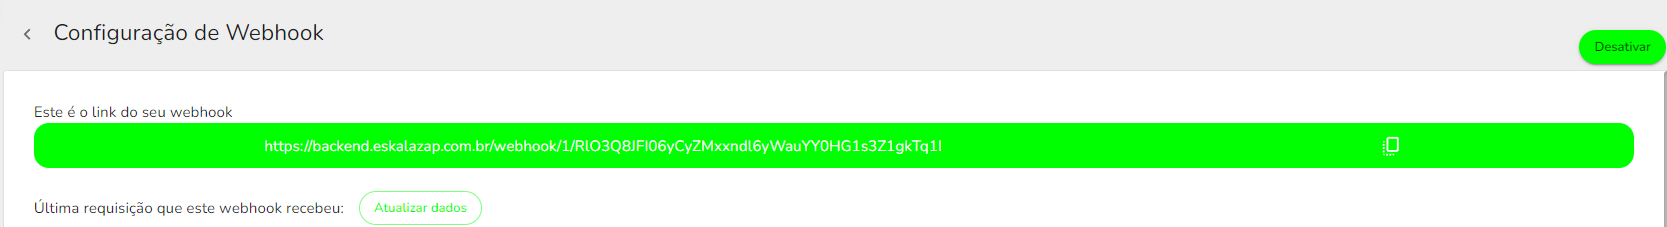 Configuração de Webhook
Desativar
Este é o link do seu webhook
https://backend.eskalazap.com.br/webhook/1/RlO3Q8JFI06yCyZMxxndl6yWauYY0HG1s3Z1gkTq1I
Última requisição que este webhook recebeu:
Atualizar dados